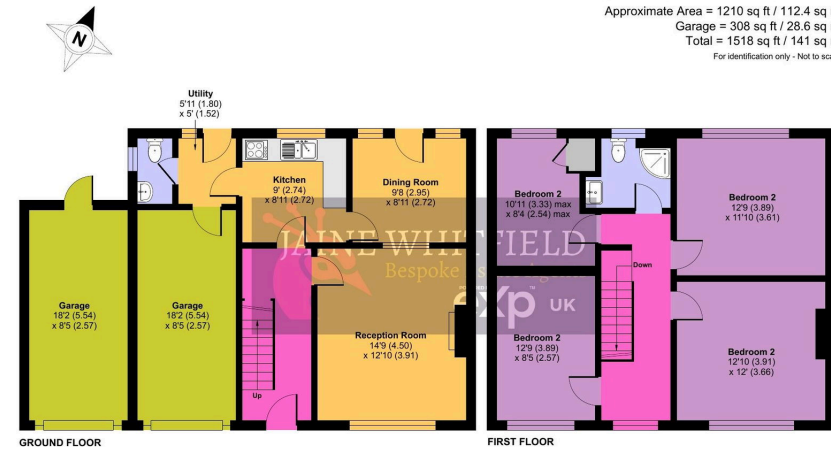 Approximate Area = 1210 sq ft / 112.4 sq
Garage = 308 sq ft / 28.6 sq
Total = 1518 sq ft / 141 sq
For identification only - Not to sca
N
Utility
5'11 (1.80)
x 5' (1.52)
Kitchen
9' (2.74)
x 8'11 (2.72)
Dining Room
9'8 (2.95)
x 8'11 (2.72)
Bedroom 2
10'11 (3.33) max
x 8'4 (2.54) max
Bedroom 2
12'9 (3.89)
x 11'10 (3.61)
JAINE WHITFIELD
Bespoke
exp UK
Down
Garage
18'2 (5.54)
x 8'5 (2.57)
Garage
18'2 (5.54)
x 8'5 (2.57)
Reception Room
14'9 (4.50)
x 12'10 (3.91)
Bedroom 2
12'9 (3.89)
x 8'5 (2.57)
Bedroom 2
12'10 (3.91)
x 12' (3.66)
Up
GROUND FLOOR
FIRST FLOOR